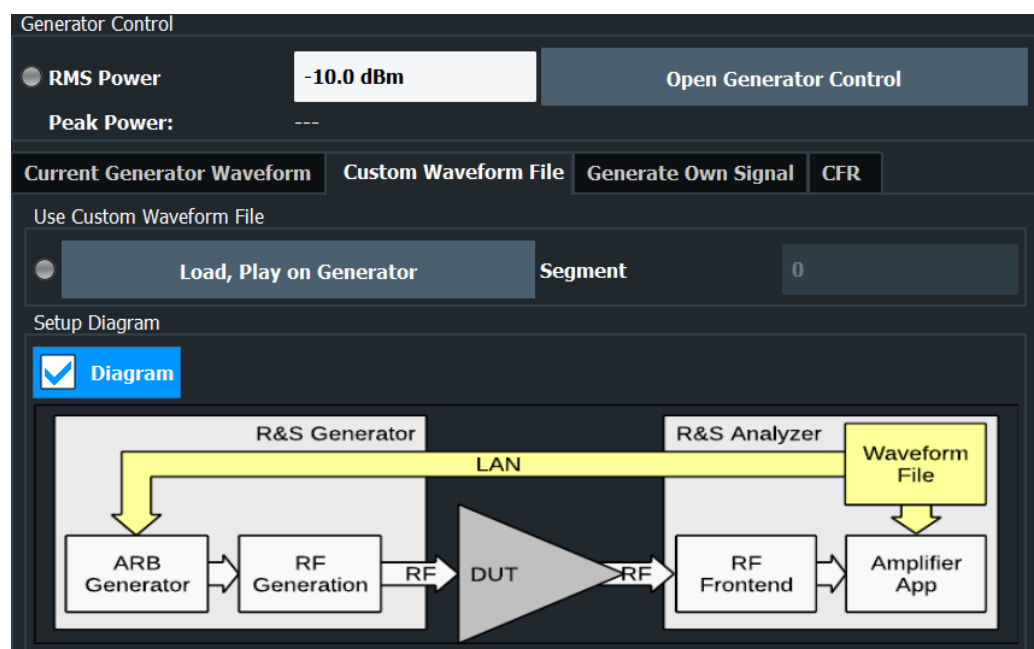 Generator Control
RMS Power -10.0 dBm Open Generator Control
Peak Power: ---
Current Generator Waveform Custom Waveform File Generate Own Signal CFR
Use Custom Waveform File
Load, Play on Generator Segment 0
Setup Diagram
Diagram
R&S Generator R&S Analyzer
LAN
Waveform
File
ARB
Generator
RF
Generation
RF
DUT
RF
RF
Frontend
Amplifier
App